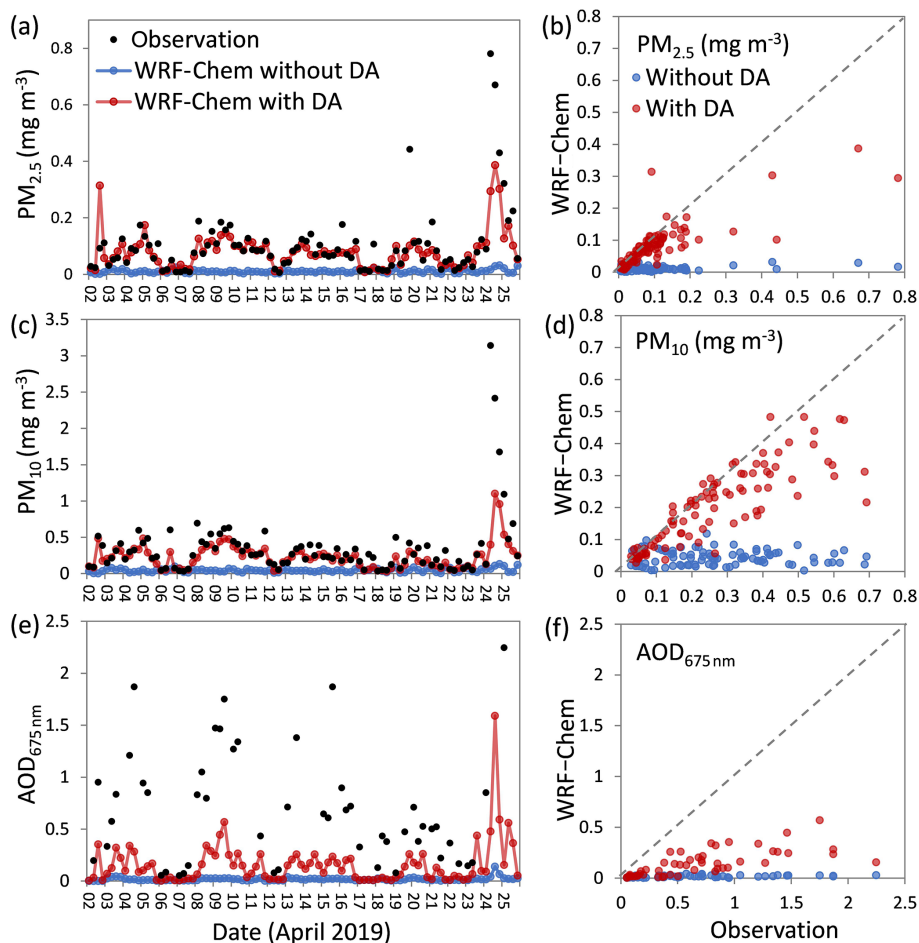 (a)
Observation
WRF-Chem without DA
WRF-Chem with DA
PM2.5 (mg m-3)
0.8
0.6
0.4
0.2
0
02 03 04 05 06 07 08 09 10 11 12 13 14 15 16 17 18 19 20 21 22 23 24 25
(b)
PM2.5 (mg m-3)
Without DA
With DA
WRF−Chem
0.8
0.7
0.6
0.5
0.4
0.3
0.2
0.1
0
0 0.1 0.2 0.3 0.4 0.5 0.6 0.7 0.8
(c)
PM10 (mg m-3)
3.5
3
2.5
2
1.5
1
0.5
0
02 03 04 05 06 07 08 09 10 11 12 13 14 15 16 17 18 19 20 21 22 23 24 25
(d)
PM10 (mg m-3)
WRF−Chem
0.8
0.7
0.6
0.5
0.4
0.3
0.2
0.1
0
0 0.1 0.2 0.3 0.4 0.5 0.6 0.7 0.8
(e)
AOD675 nm
2.5
2
1.5
1
0.5
0
02 03 04 05 06 07 08 09 10 11 12 13 14 15 16 17 18 19 20 21 22 23 24 25
Date (April 2019)
(f)
AOD675 nm
WRF−Chem
2.5
2
1.5
1
0.5
0
0 0.5 1 1.5 2 2.5
Observation